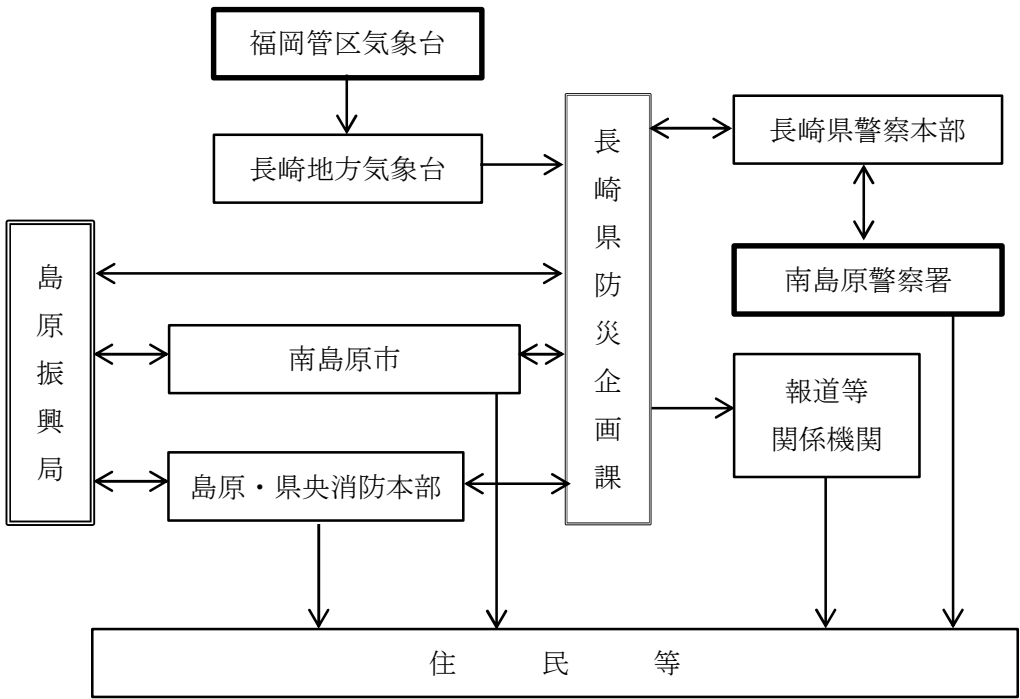 福岡管区気象台
長崎地方気象台
長崎県防災企画課
長崎県警察本部
南島原警察署
島原振興局
南島原市
島原・県央消防本部
報道等
関係機関
住民等